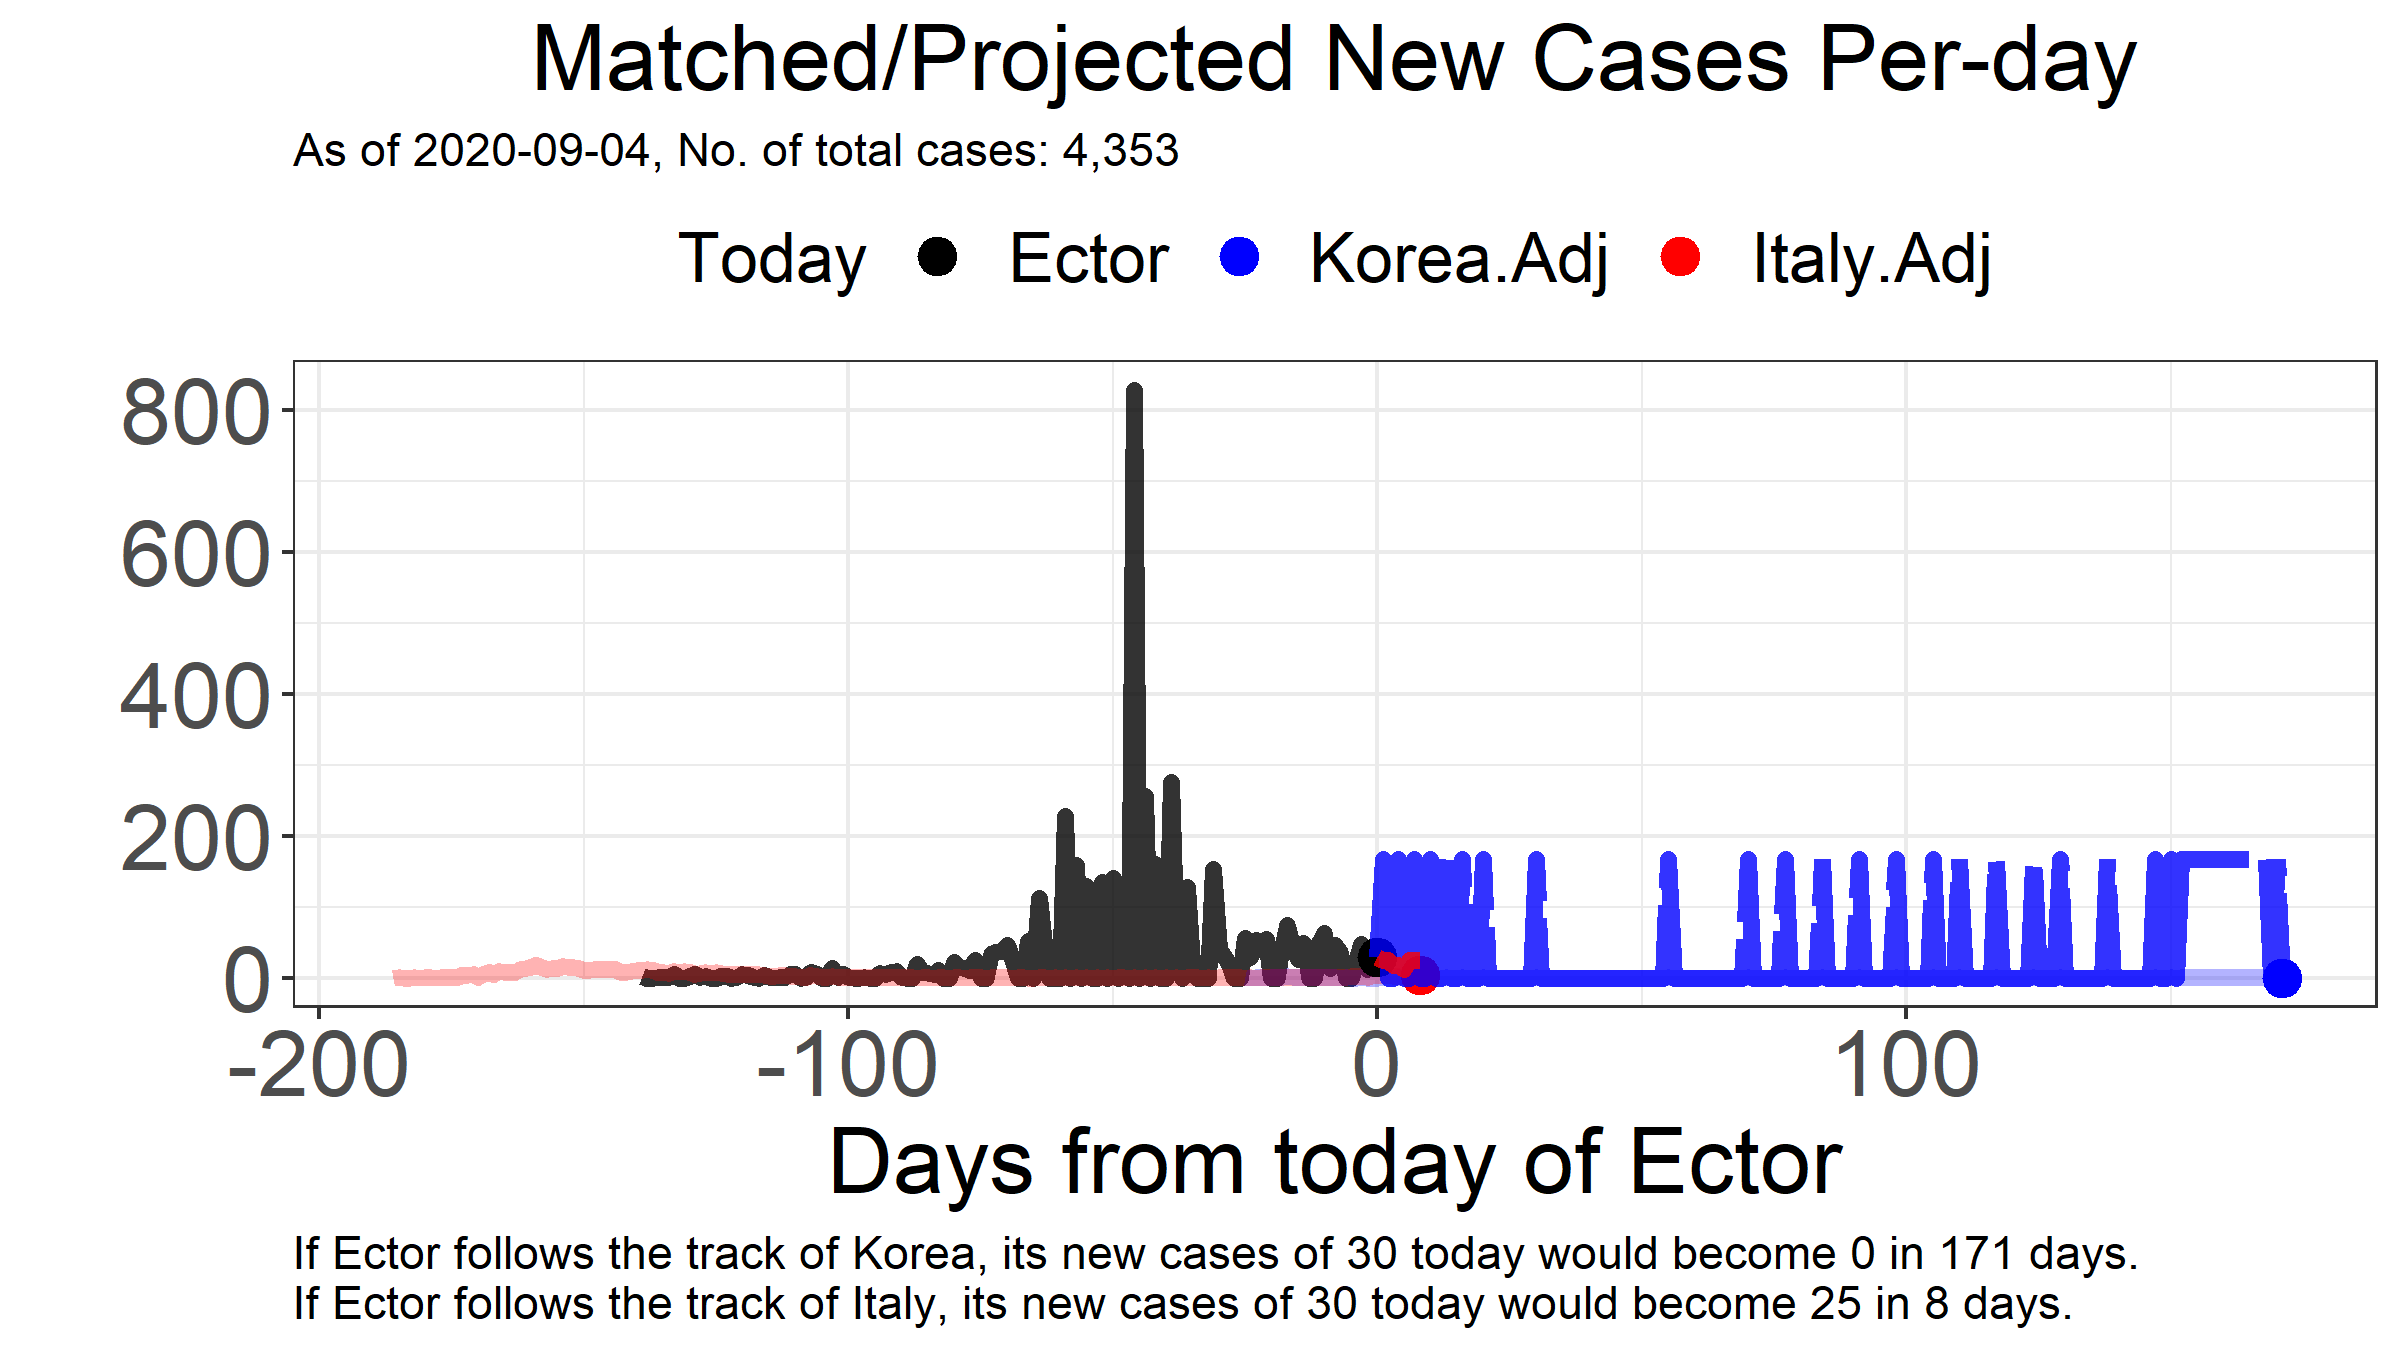 Matched/Projected New Cases Per-day
As of 2020-09-04, No. of total cases: 4,353
Today Ector Korea.Adj Italy.Adj
800
600
400
200
0
-200 -100 0 100
Days from today of Ector
If Ector follows the track of Korea, its new cases of 30 today would become 0 in 171 days.
If Ector follows the track of Italy, its new cases of 30 today would become 25 in 8 days.